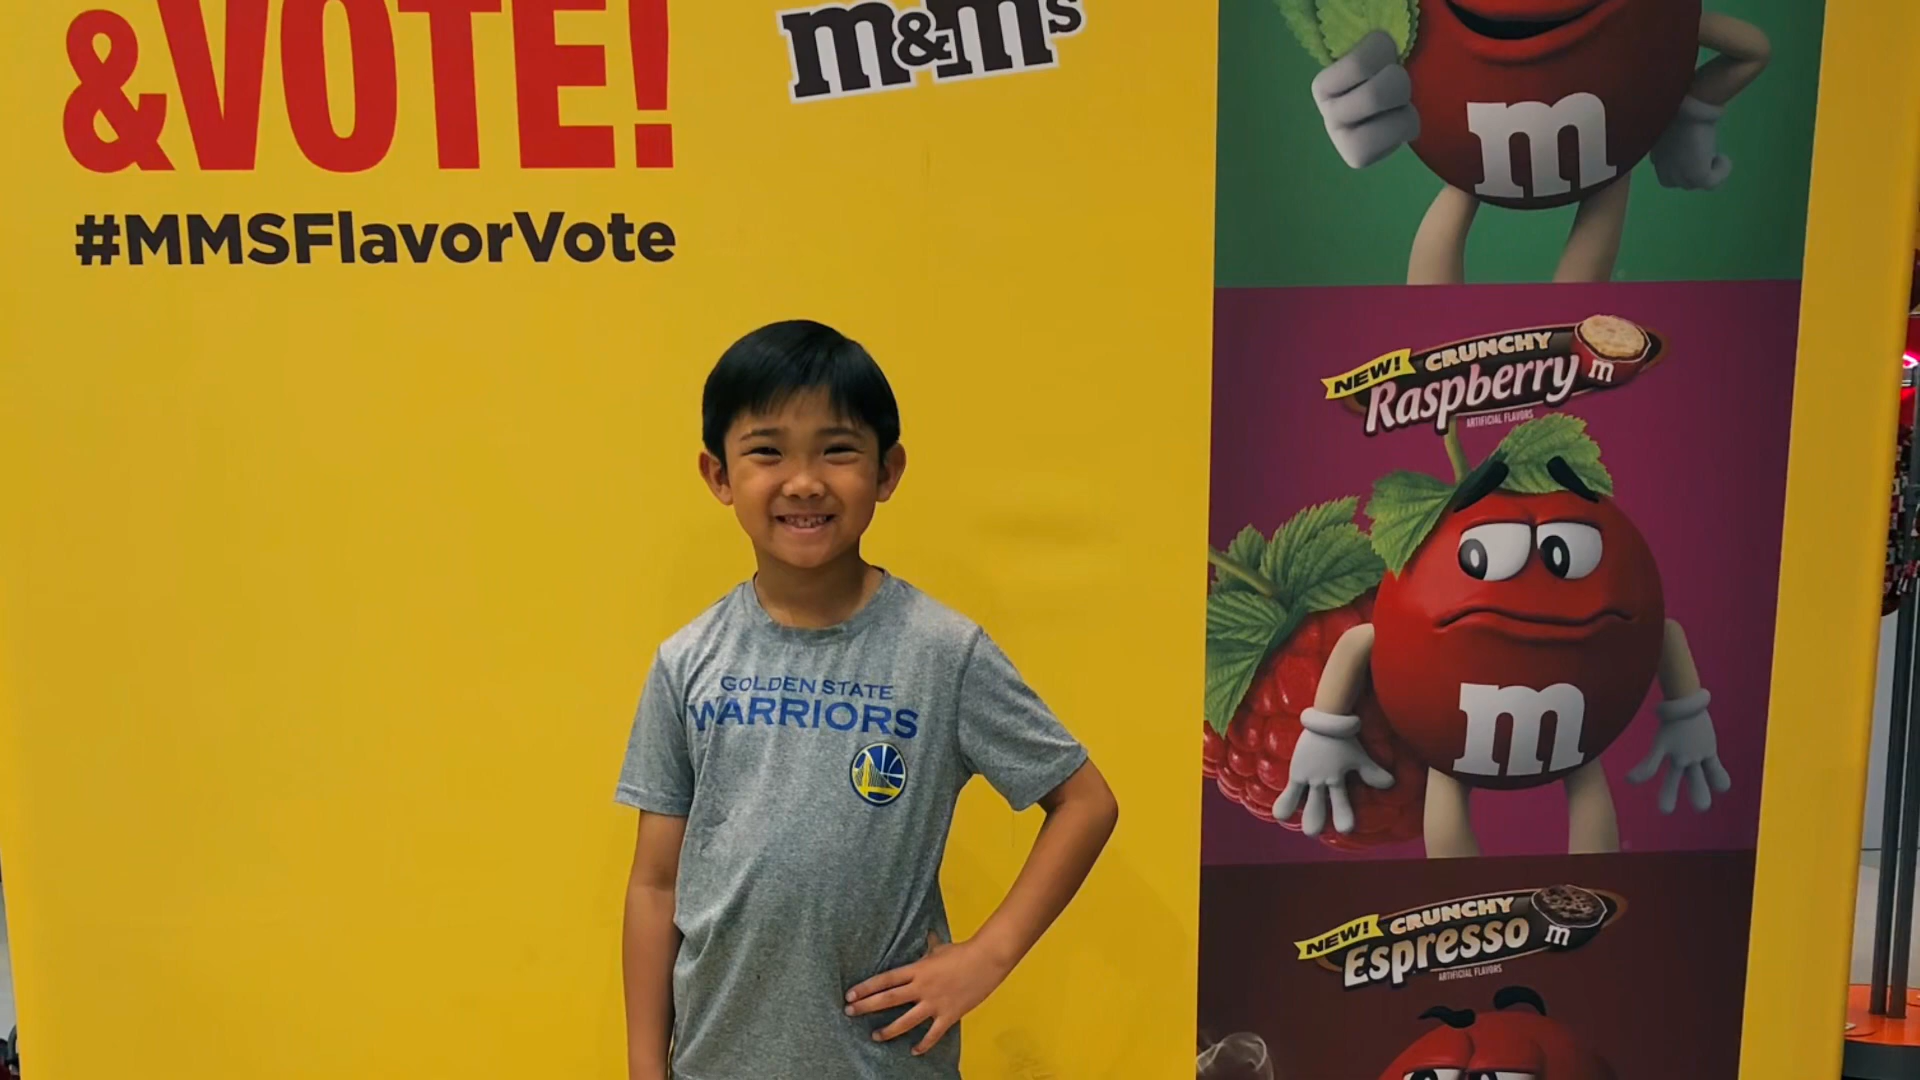 &VOTE!
#MMSFlavorVote
m&m's
m
NEW! CRUNCHY
Raspberry
m
ARTIFICIAL FLAVORS
m
GOLDEN STATE
WARRIORS
NEW! CRUNCHY
Espresso
m
ARTIFICIAL FLAVORS